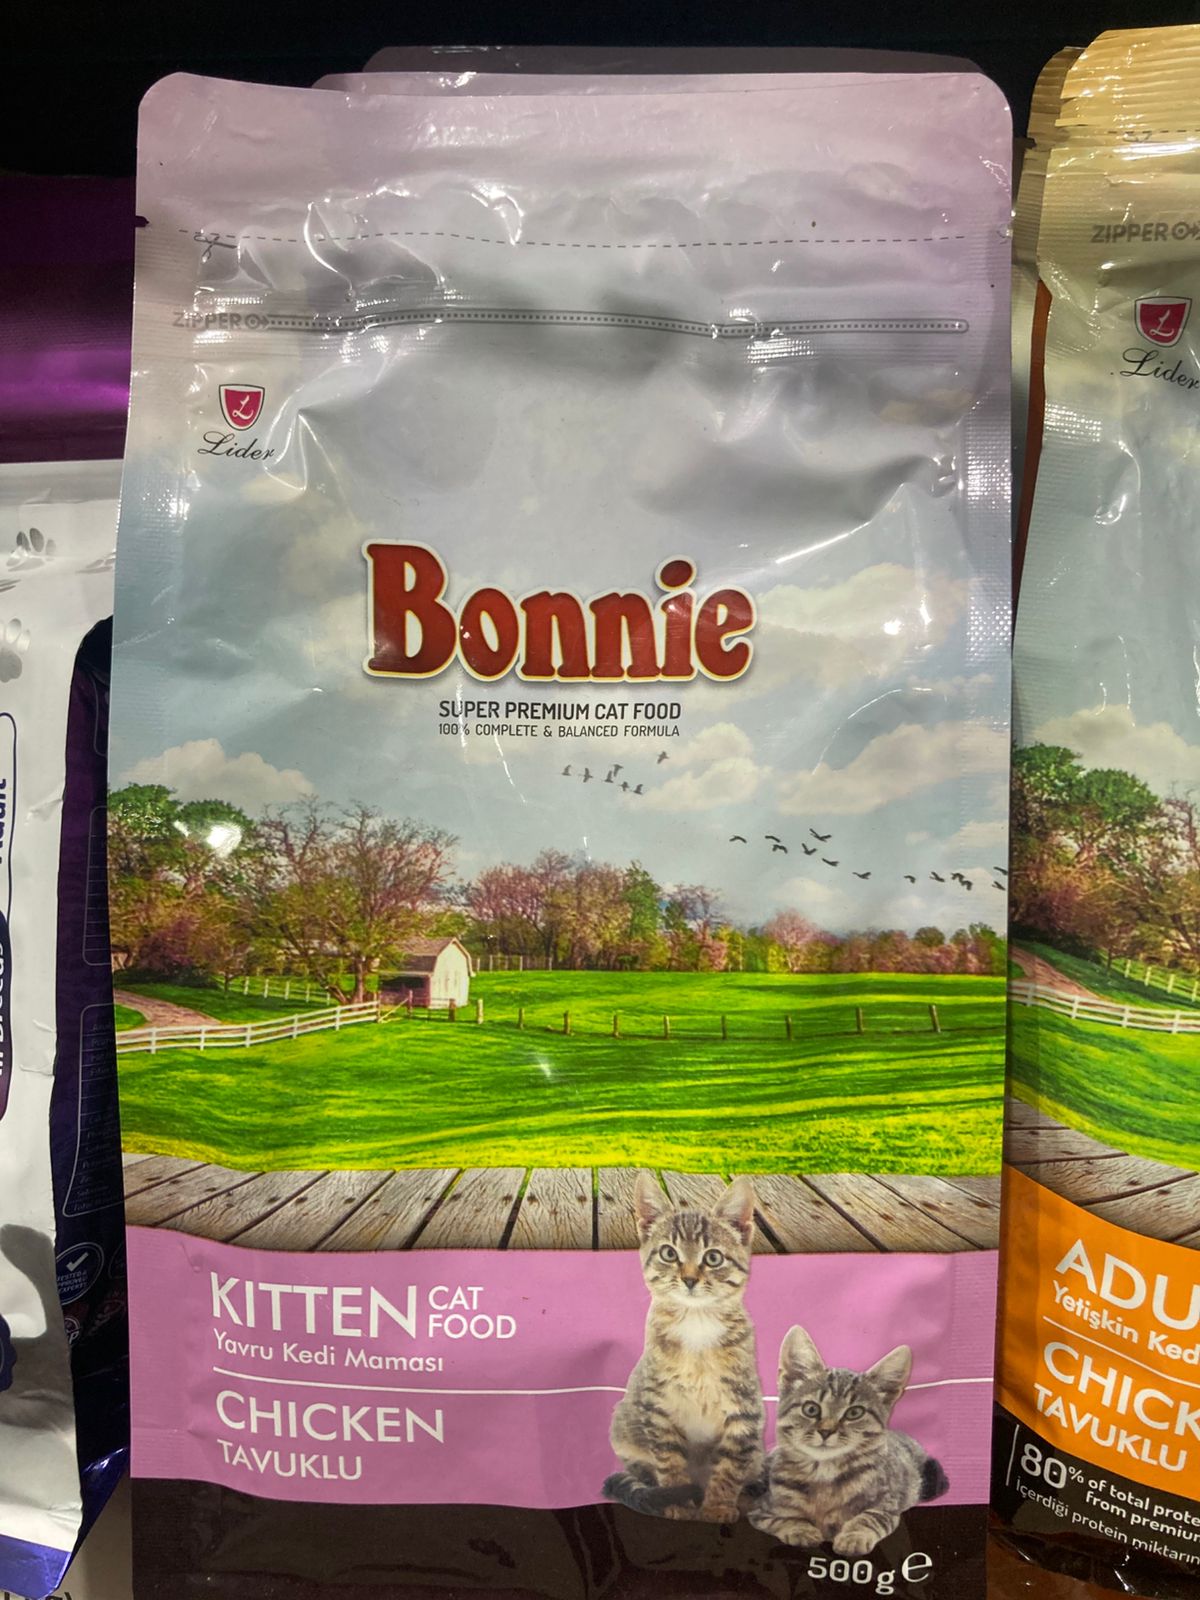 ZIPPER
Lider
Bonnie
SUPER PREMIUM CAT FOOD
100% COMPLETE & BALANCED FORMULA
KITTEN CAT FOOD
Yavru Kedi Maması
CHICKEN
TAVUKLU
500g e
ZIPPER
Lider
ADU
Yetişkin Ked
CHICK
TAVUKLU
80% of total prote
from premium
içerdiği protein miktarın